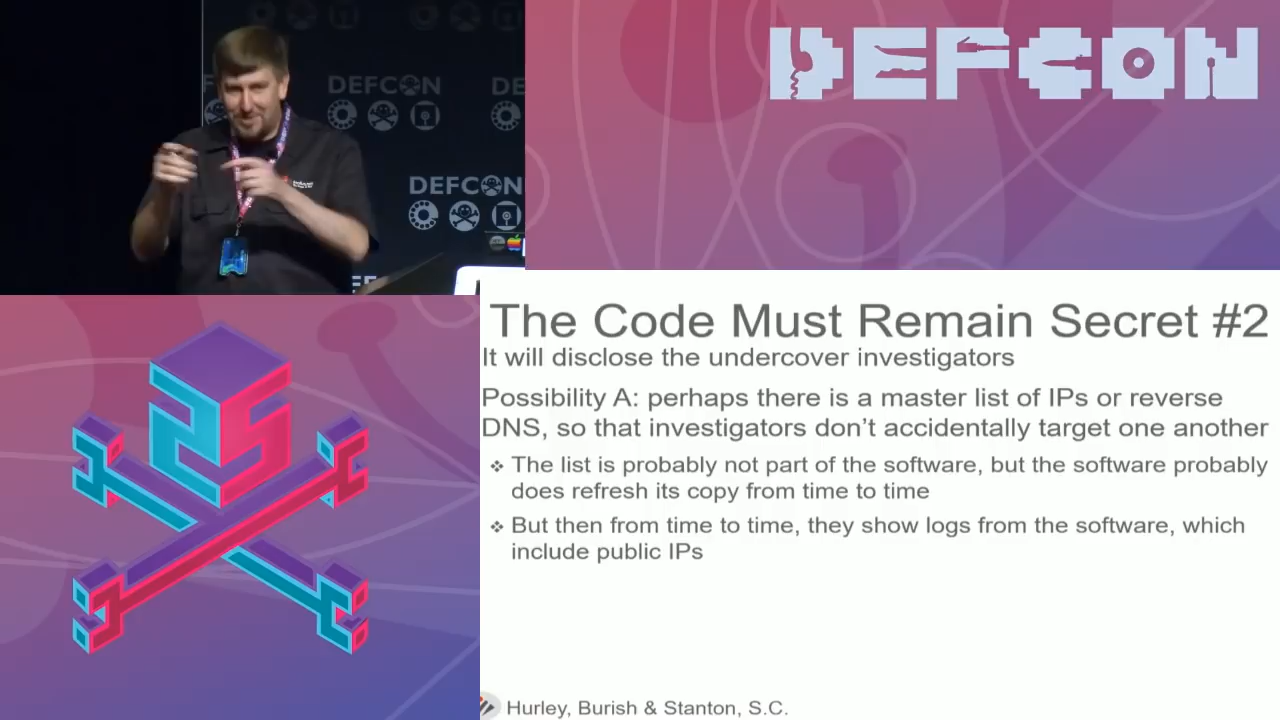 DEFCON
DEFCON
DE
DEFCON
The Code Must Remain Secret #2
It will disclose the undercover investigators
Possibility A: perhaps there is a master list of IPs or reverse
DNS, so that investigators don’t accidentally target one another
❖ The list is probably not part of the software, but the software probably
does refresh its copy from time to time
❖ But then from time to time, they show logs from the software, which
include public IPs
Hurley, Burish & Stanton, S.C.